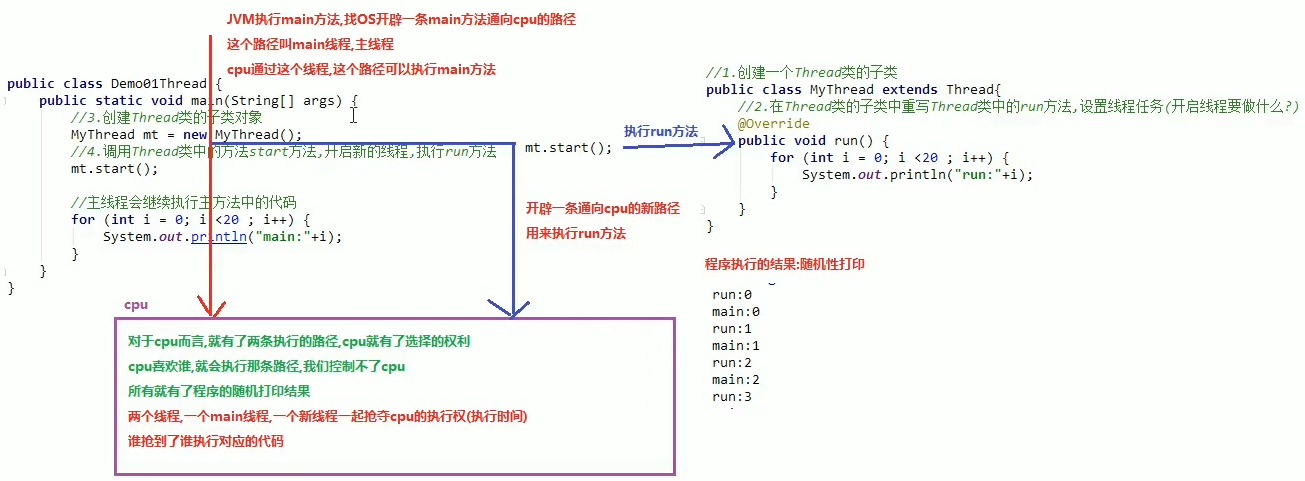 JVM执行main方法,找OS开辟一条main方法通向cpu的路径
这个路径叫main线程,主线程
cpu通过这个线程,这个路径可以执行main方法
public class Demo01Thread {
public static void main(String[] args) {
//3.创建Thread类的子类对象
MyThread mt = new MyThread();
//4.调用Thread类中的方法start方法,开启新的线程,执行run方法
mt.start();
//主线程会继续执行主方法中的代码
for (int i = 0; i <20 ; i++) {
System.out.println("main:"+i);
}
}
}
mt.start();
执行run方法
开辟一条通向cpu的新路径
用来执行run方法
//1.创建一个Thread类的子类
public class MyThread extends Thread{
//2.在Thread类的子类中重写Thread类中的run方法,设置线程任务(开启线程要做什么?)
@Override
public void run() {
for (int i = 0; i <20 ; i++) {
System.out.println("run:"+i);
}
}
}
程序执行的结果:随机性打印
run:0
main:0
run:1
main:1
run:2
main:2
run:3
cpu
对于cpu而言,就有了两条执行的路径,cpu就有了选择的权利
cpu喜欢谁,就会执行那条路径,我们控制不了cpu
所有就有了程序的随机打印结果
两个线程,一个main线程,一个新线程一起抢夺cpu的执行权(执行时间)
谁抢到了谁执行对应的代码